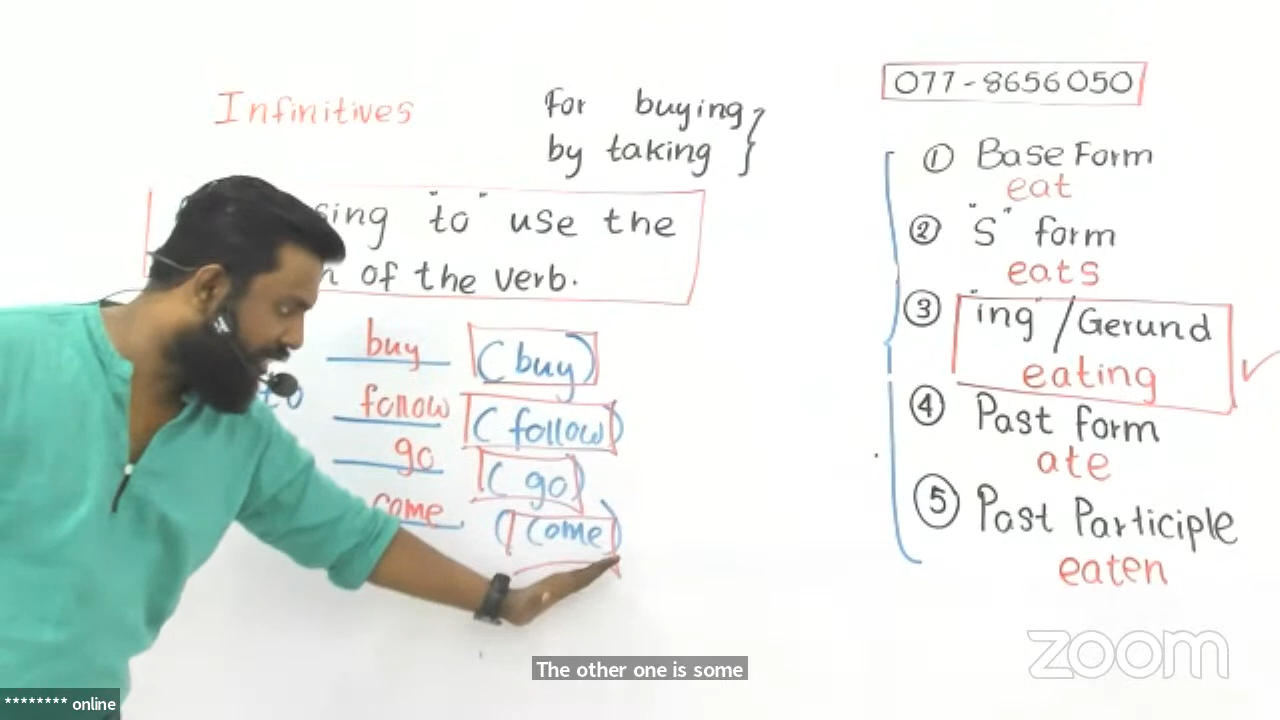 Infinitives
For buying
by taking }
"to" use the
of the verb.
buy (buy)
to follow (follow)
go (go)
come (come)
077-8656050
① Base Form
eat
② "S" form
eats
③ "ing" / Gerund
eating
④ Past form
ate
⑤ Past Participle
eaten
zoom
The other one is some
******** online